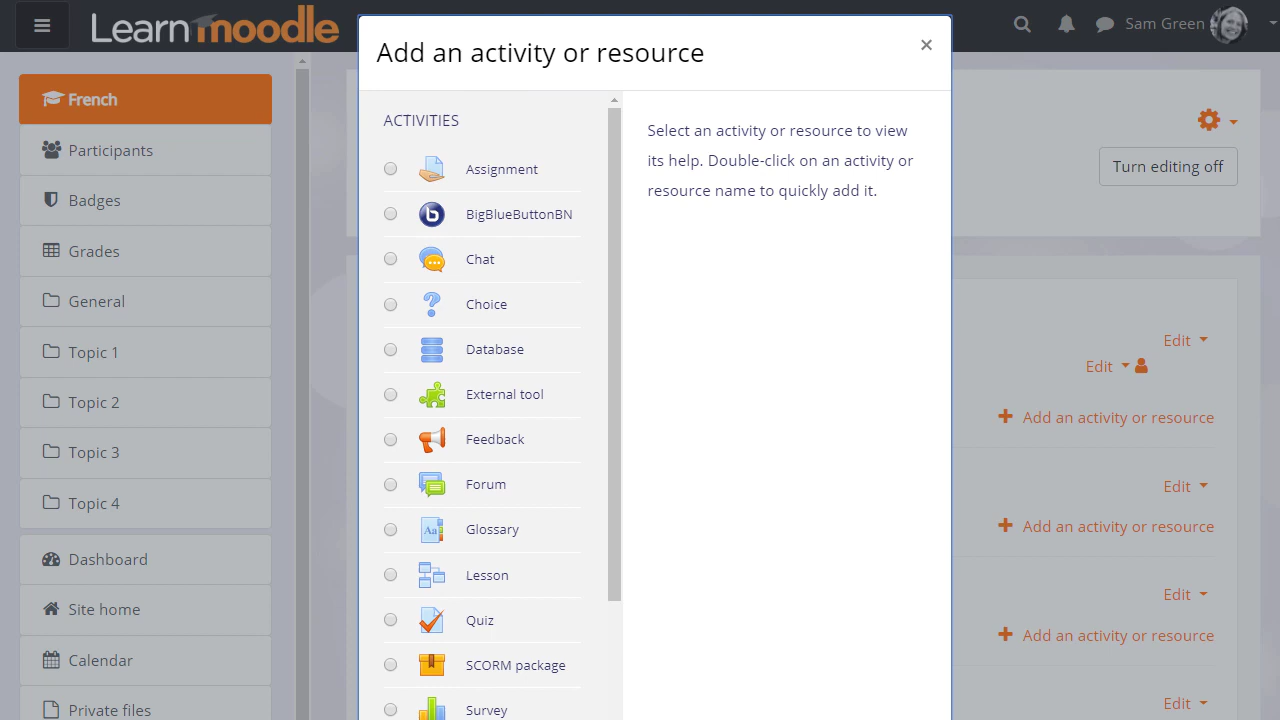 Learn moodle
Sam Green
Add an activity or resource
×
French
Participants
Badges
Grades
General
Topic 1
Topic 2
Topic 3
Topic 4
Dashboard
Site home
Calendar
Private files
ACTIVITIES
Assignment
BigBlueButtonBN
Chat
Choice
Database
External tool
Feedback
Forum
Aa
Glossary
Lesson
Quiz
SCORM package
Survey
Select an activity or resource to view
its help. Double-click on an activity or
resource name to quickly add it.
Turn editing off
Edit
Edit
Add an activity or resource
Edit
Add an activity or resource
Edit
Add an activity or resource
Edit